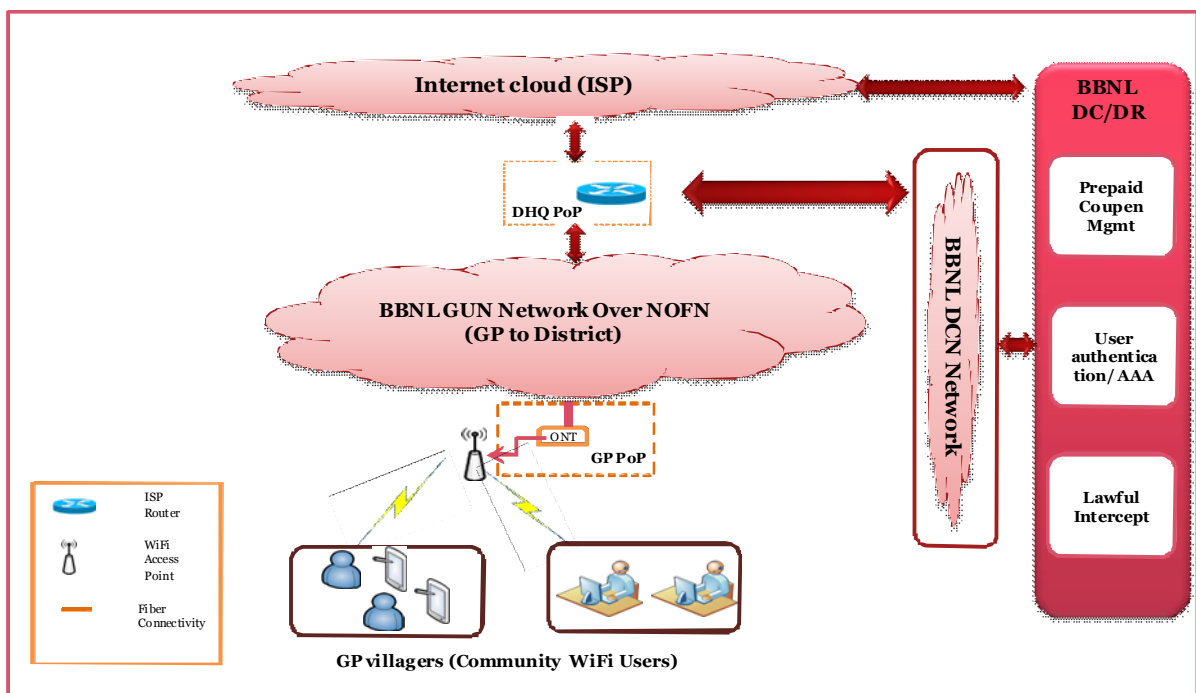 Internet cloud (ISP)
BBNL
DC/DR
DHQ PoP
Prepaid
Coupen
Mgmt
BBNL DCN Network
BBNL GUN Network Over NOFN
(GP to District)
User
authentica
tion/ AAA
ONT
GP PoP
Lawful
Intercept
ISP
Router
WiFi
Access
Point
Fiber
Connectivity
GP villagers (Community WiFi Users)